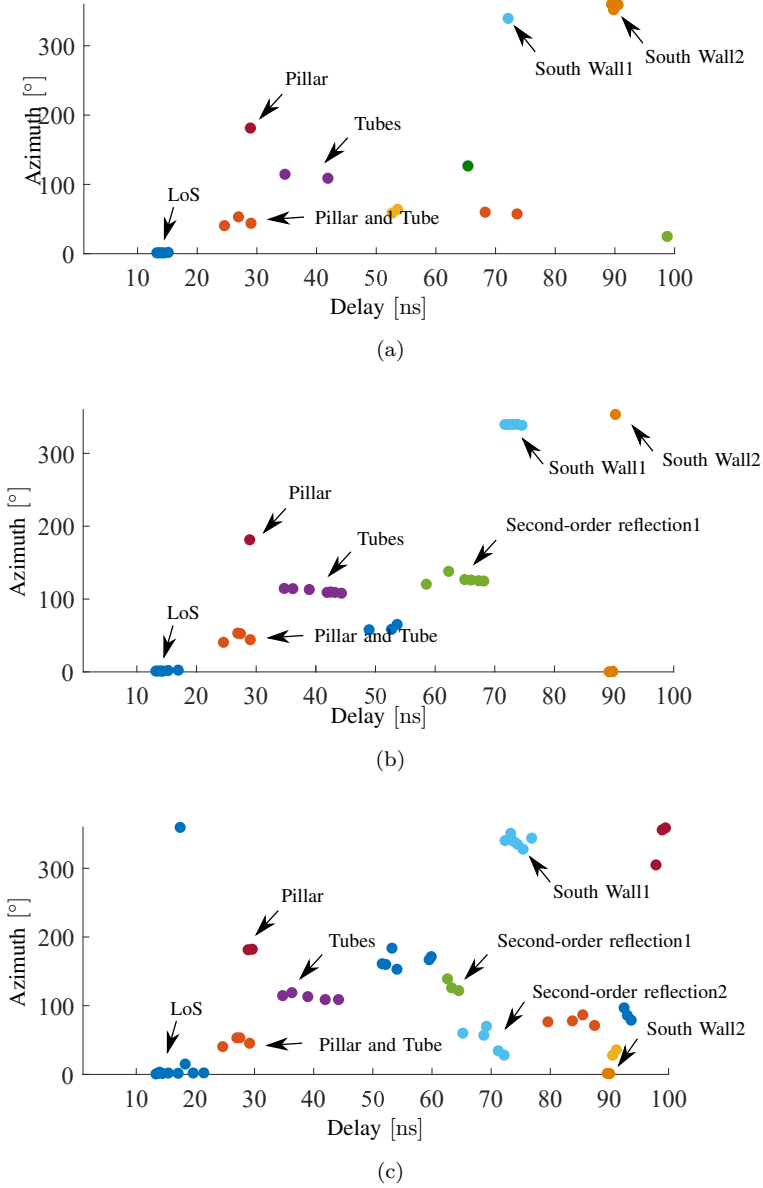 300
200
100
0
Azimuth [°]
South Wall1
South Wall2
Pillar
Tubes
LoS
Pillar and Tube
10 20 30 40 50 60 70 80 90 100
Delay [ns]
(a)
300
200
100
0
Azimuth [°]
South Wall1
South Wall2
Pillar
Tubes
Second-order reflection1
LoS
Pillar and Tube
10 20 30 40 50 60 70 80 90 100
Delay [ns]
(b)
300
200
100
0
Azimuth [°]
South Wall1
Pillar
Tubes
Second-order reflection1
Second-order reflection2
LoS
South Wall2
Pillar and Tube
10 20 30 40 50 60 70 80 90 100
Delay [ns]
(c)